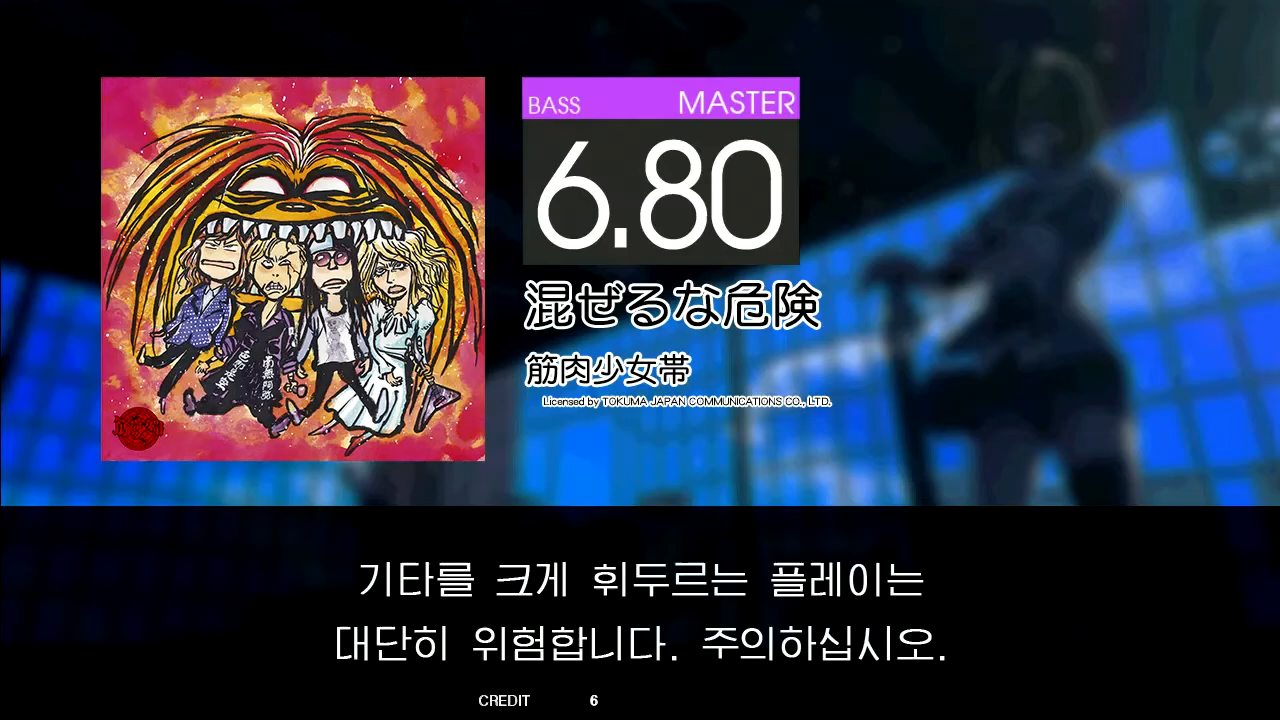 BASS MASTER
6.80
混ぜるな危険
筋肉少女帯
Licensed by TOKUMA JAPAN COMMUNICATIONS CO., LTD.
기타를 크게 휘두르는 플레이는
대단히 위험합니다. 주의하십시오.
CREDIT 6